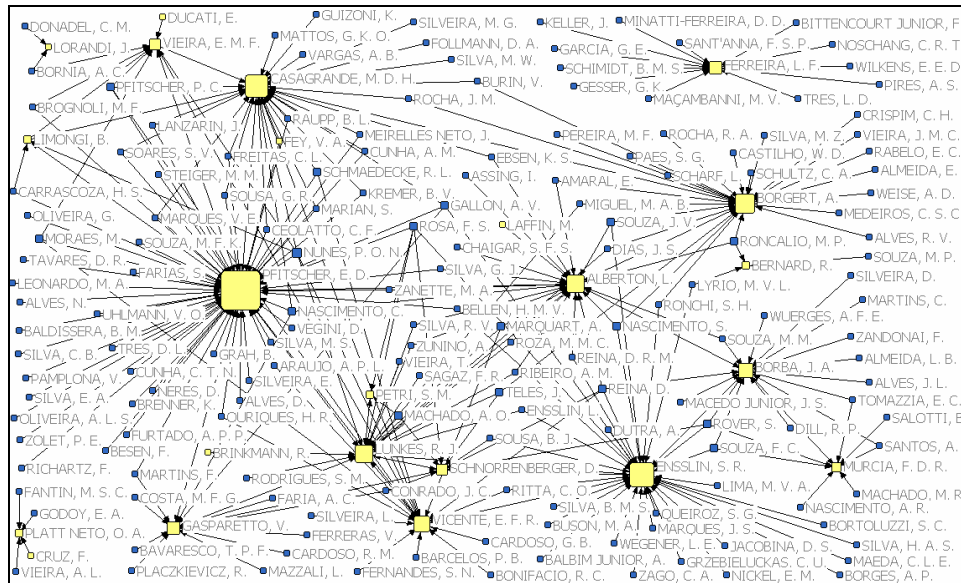 DONADEL, C. M.
DUCATI, E.
GUIZONI, K.
SILVEIRA, M. G.
KELLER, J.
MINATTI-FERREIRA, D. D.
BITTENCOURT JUNIOR, F
LORANDI, J.
VIEIRA, E. M. F.
MATTOS, G. K. O.
FOLLMANN, D. A.
GARCIA, G. E.
SANT'ANNA, F. S. P.
NOSCHANG, C. R. T
BORNIA, A. C.
VARGAS, A. B.
SILVA, M. W.
SCHMIDT, B. M. S.
FERREIRA, L. F.
WILKENS, E. E. D
PFITSCHER, P. C.
CASAGRANDE, M. D. H.
BURIN, V.
GESSER, G. K.
PIRES, A. S.
BROGNOLI, M. F.
ROCHA, J. M.
MAÇAMBANNI, M. V.
TRES, L. D.
LIMONGI, B.
LANZARIN, J.
RAUPP, B. L.
MEIRELLES NETO, J.
PEREIRA, M. F.
ROCHA, R. A.
SILVA, M. Z.
CRISPIM, C. H.
VIEIRA, J. M. C.
SOARES, S. V.
FREITAS, C. L.
FEY, V. A.
CUNHA, A. M.
EBSEN, K. S.
PAES, S. G.
CASTILHO, W. D.
RABELO, E. C.
STEIGER, M. M.
SCHMAEDECKE, R. L.
ASSING, I.
AMARAL, E.
SCHARF, L.
SCHULTZ, C. A.
ALMEIDA, E.
CARRASCOZA, H. S.
SOUSA, G. R.
KREMER, B. V.
MIGUEL, M. A. B.
BORGERT, A.
WEISE, A. D.
OLIVEIRA, G.
MARQUES, V. E.
MARIAN, S.
GALLON, A. V.
MEDEIROS, C. S. C
MORAES, M.
SOUZA, M. F. K.
CEOLATTO, C. F.
ROSA, F. S.
LAFFIN, M.
SOUZA, J. V.
ALVES, R. V.
TAVARES, D. R.
NUNES, P. O. N.
CHAIGAR, S. F. S.
DIAS, J. S.
RONCALIO, M. P.
SOUZA, M. P.
LEONARDO, M. A.
FARIAS, S.
PFITSCHER, E. D.
SILVA, G. J.
ALBERTON, L.
BERNARD, R.
SILVEIRA, D.
ALVES, N.
ZANETTE, M. A.
LYRIO, M. V. L.
MARTINS, C.
UHLMANN, V. O.
NASCIMENTO, C.
BELLEN, H. M. V.
RONCHI, S. H.
WUERGES, A. F. E.
BALDISSERA, B. M.
VEGINI, D.
SILVA, R. V.
MARQUART, A.
NASCIMENTO, S.
ZANDONAI, F.
SILVA, C. B.
TRES, D. L.
SILVA, M. S.
ZUNINO, A.
ROZA, M. M. C.
SOUZA, M. M.
GRAH, B.
VIEIRA, T.
REINA, D. R. M.
ALMEIDA, L. B.
PAMPLONA, V.
CUNHA, C. T. N.
ARAUJO, A. P. L.
SAGAZ, F. R.
RIBEIRO, A. M.
BORBA, J. A.
SILVA, E. A.
NERES, D.
SILVEIRA, E.
PETRI, S. M.
TELES, J.
REINA, D.
ALVES, J. L.
BRENNER, K.
ALVES, D.
MACEDO JUNIOR, J. S.
TOMAZZIA, E. C.
OLIVEIRA, A. L. S.
OURIQUES, H. R.
MACHADO, A. O.
ENSSLIN, L.
SALOTTI, B
ZOLET, P. E.
FURTADO, A. P. P.
DUTRA, A.
ROVER, S.
DILL, R. P.
BESEN, F.
BRINKMANN, R.
LUNKES, R. J.
SOUSA, B. J.
SOUZA, F. C.
SANTOS, A.
RICHARTZ, F.
MARTINS,
RODRIGUES, S. M.
SCHNORRENBERGER, D.
ENSSLIN, S. R.
MURCIA, F. D. R.
FANTIN, M. S. C.
COSTA, M. F. G.
FARIA, A. C.
CONRADO, J. C.
RITTA, C. O.
LIMA, M. V. A.
MACHADO, M. R
GODOY, E. A.
SILVA, B. M. S.
NASCIMENTO, A. R.
PLATT NETO, O. A.
GASPARETTO, V.
SILVEIRA, L.
VICENTE, E. F. R.
BUSON, M. A.
QUEIROZ, S. G.
BORTOLUZZI, S. C.
FERRERAS, V.
MARQUES, J. S.
CRUZ, F.
BAVARESCO, T. P. F.
CARDOSO, R. M.
CARDOSO, G. B.
WEGENER, L. E.
JACOBINA, D. S.
SILVA, H. A. S.
VIEIRA, A. L.
BARCELOS, P. B.
BALBIM JUNIOR, A.
GRZEBIELUCKAS, C. U.
MAEDA, C. L. E.
PLACZKIEVICZ, R.
MAZZALI, L.
FERNANDES, S. N.
BONIFACIO, R. C.
ZAGO, C. A.
NICKEL, E. M.
BORGES, A. P.